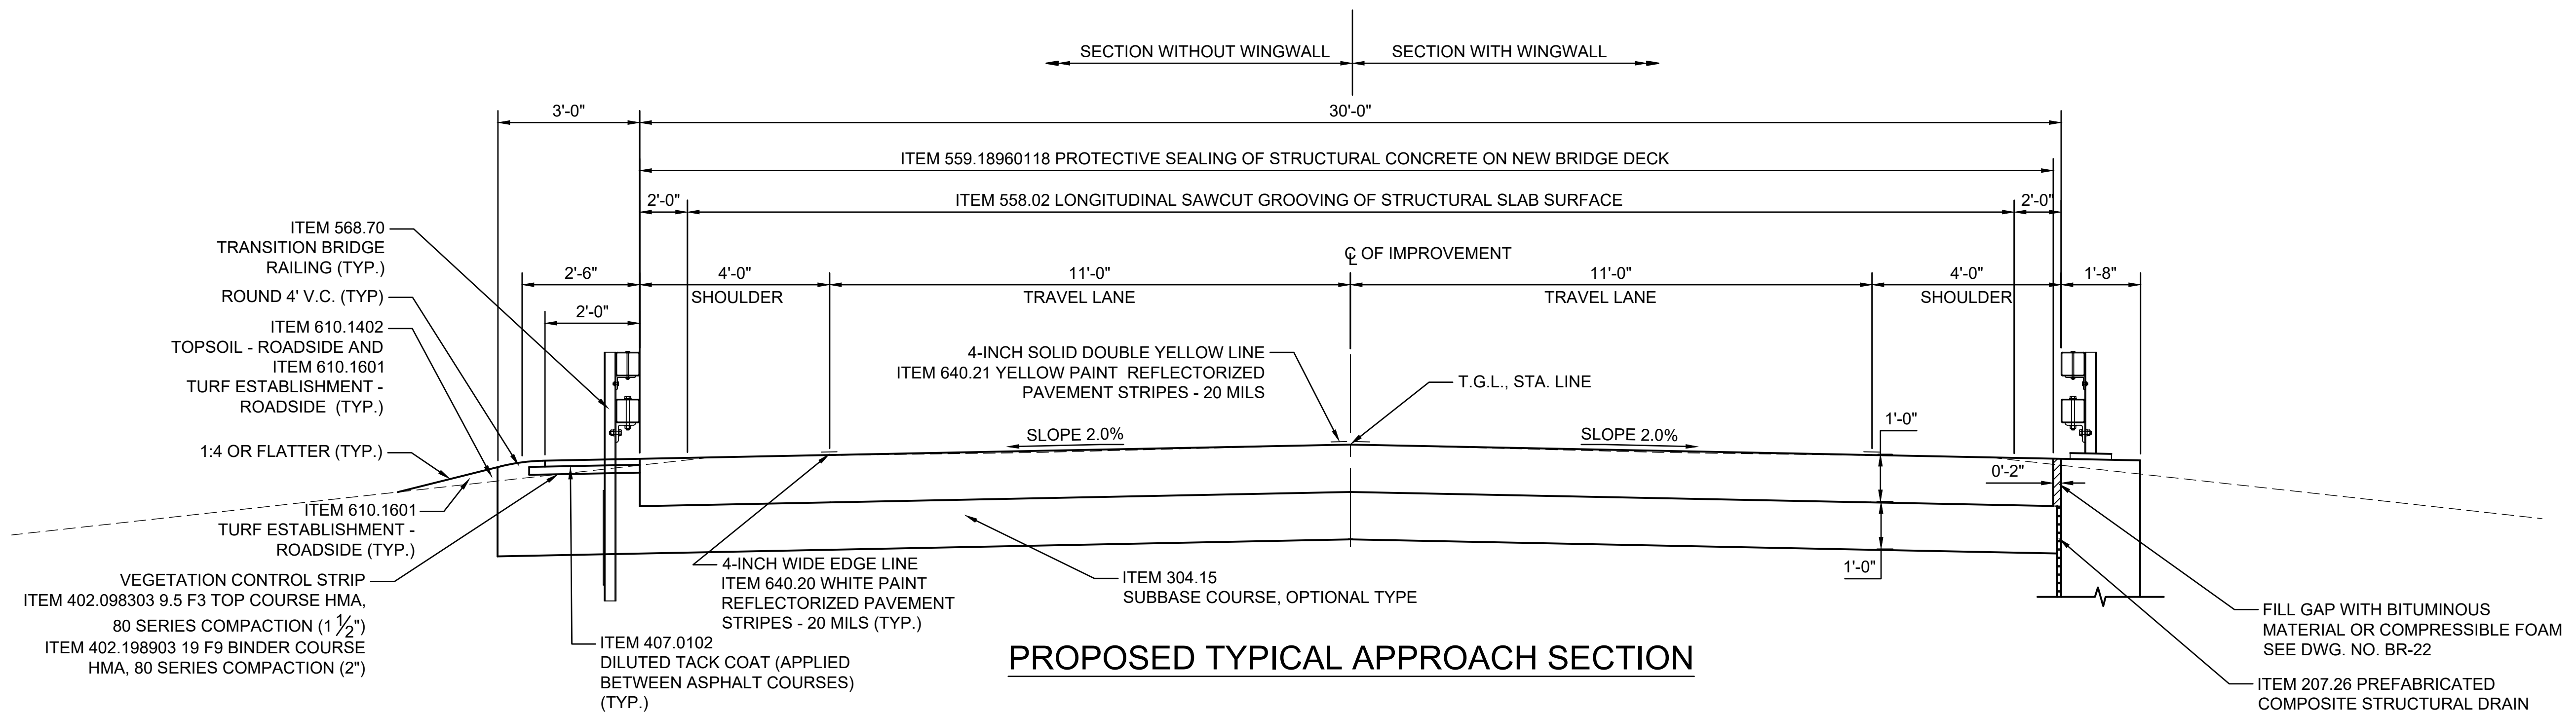 SECTION WITHOUT WINGWALL
SECTION WITH WINGWALL
3'-0"
30'-0"
ITEM 559.18960118 PROTECTIVE SEALING OF STRUCTURAL CONCRETE ON NEW BRIDGE DECK
2'-0"
ITEM 558.02 LONGITUDINAL SAWCUT GROOVING OF STRUCTURAL SLAB SURFACE
2'-0"
ITEM 568.70
TRANSITION BRIDGE
RAILING (TYP.)
℄ OF IMPROVEMENT
2'-6"
4'-0"
11'-0"
11'-0"
4'-0"
1'-8"
SHOULDER
TRAVEL LANE
TRAVEL LANE
SHOULDER
ROUND 4' V.C. (TYP)
2'-0"
ITEM 610.1402
TOPSOIL - ROADSIDE AND
ITEM 610.1601
TURF ESTABLISHMENT -
ROADSIDE (TYP.)
4-INCH SOLID DOUBLE YELLOW LINE
ITEM 640.21 YELLOW PAINT REFLECTORIZED
PAVEMENT STRIPES - 20 MILS
T.G.L., STA. LINE
1'-0"
SLOPE 2.0%
SLOPE 2.0%
1:4 OR FLATTER (TYP.)
0'-2"
ITEM 610.1601
TURF ESTABLISHMENT -
ROADSIDE (TYP.)
1'-0"
VEGETATION CONTROL STRIP
ITEM 402.098303 9.5 F3 TOP COURSE HMA,
80 SERIES COMPACTION (1 1/2")
ITEM 402.198903 19 F9 BINDER COURSE
HMA, 80 SERIES COMPACTION (2")
4-INCH WIDE EDGE LINE
ITEM 640.20 WHITE PAINT
REFLECTORIZED PAVEMENT
STRIPES - 20 MILS (TYP.)
ITEM 304.15
SUBBASE COURSE, OPTIONAL TYPE
ITEM 407.0102
DILUTED TACK COAT (APPLIED
BETWEEN ASPHALT COURSES)
(TYP.)
FILL GAP WITH BITUMINOUS
MATERIAL OR COMPRESSIBLE FOAM
SEE DWG. NO. BR-22
ITEM 207.26 PREFABRICATED
COMPOSITE STRUCTURAL DRAIN
PROPOSED TYPICAL APPROACH SECTION